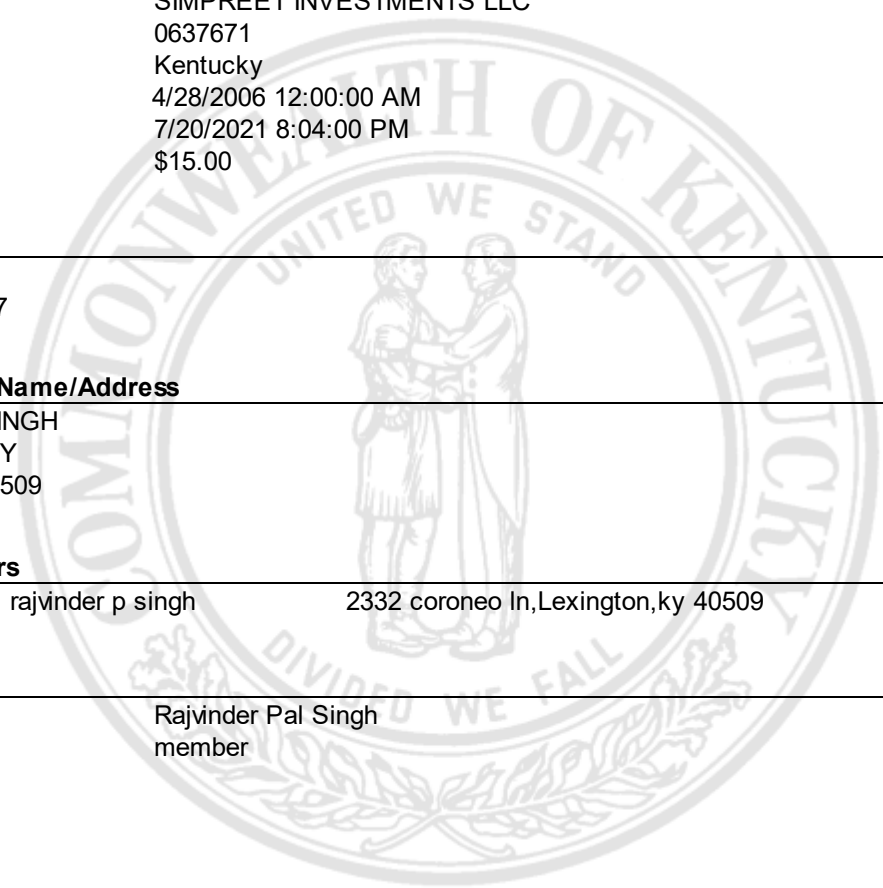 SIMPREET INVESTMENTS LLC
0637671
Kentucky
4/28/2006 12:00:00 AM
7/20/2021 8:04:00 PM
$15.00
COMMONWEALTH OF KENTUCKY
UNITED WE STAND
7
Name/Address
INGH
Y
509
rs
rajvinder p singh 2332 coroneo ln,Lexington,ky 40509
DIVIDED WE FALL
Rajvinder Pal Singh
member